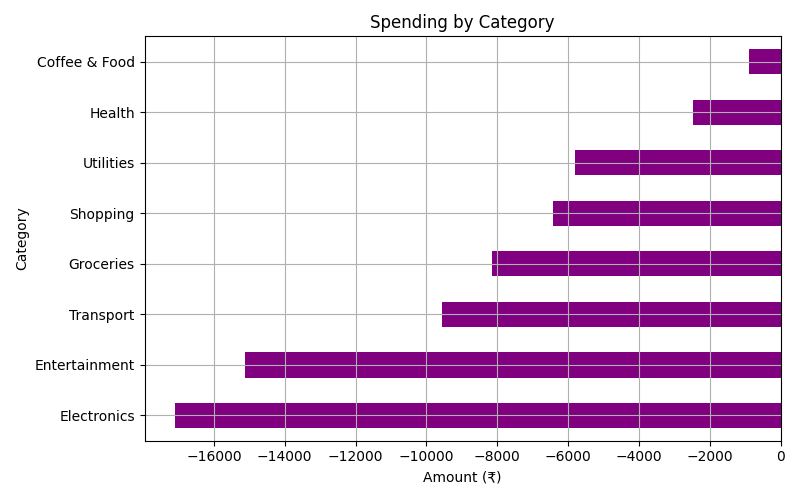 Spending by Category
Category
Coffee & Food
Health
Utilities
Shopping
Groceries
Transport
Entertainment
Electronics
−16000 −14000 −12000 −10000 −8000 −6000 −4000 −2000 0
Amount (₹)